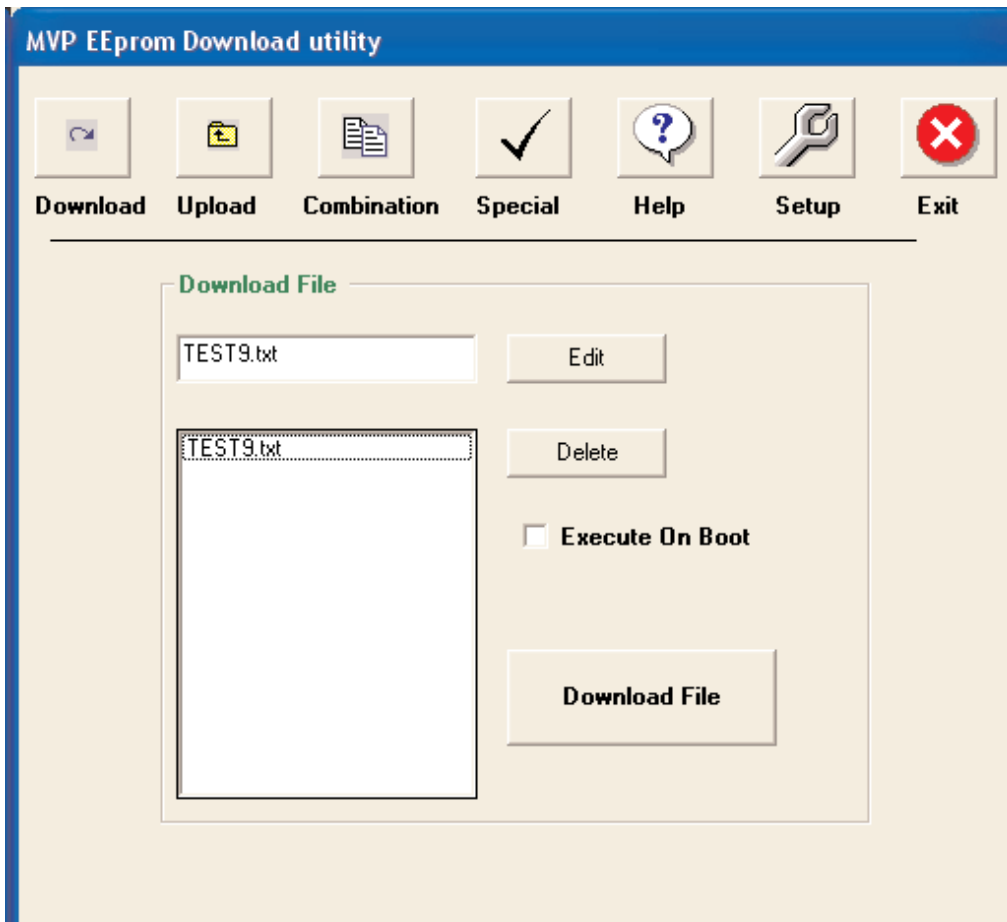 MVP EEprom Download utility
Download Upload Combination Special Help Setup Exit
Download File
TEST9.txt
Edit
TEST9.txt
Delete
Execute On Boot
Download File